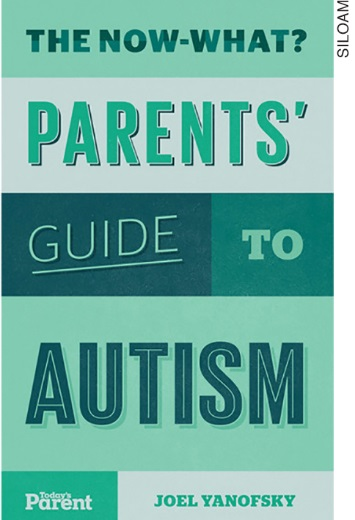 THE NOW-WHAT?
PARENTS'
GUIDE
TO
AUTISM
Today's
Parent
JOEL YANOFSKY
SILOAM